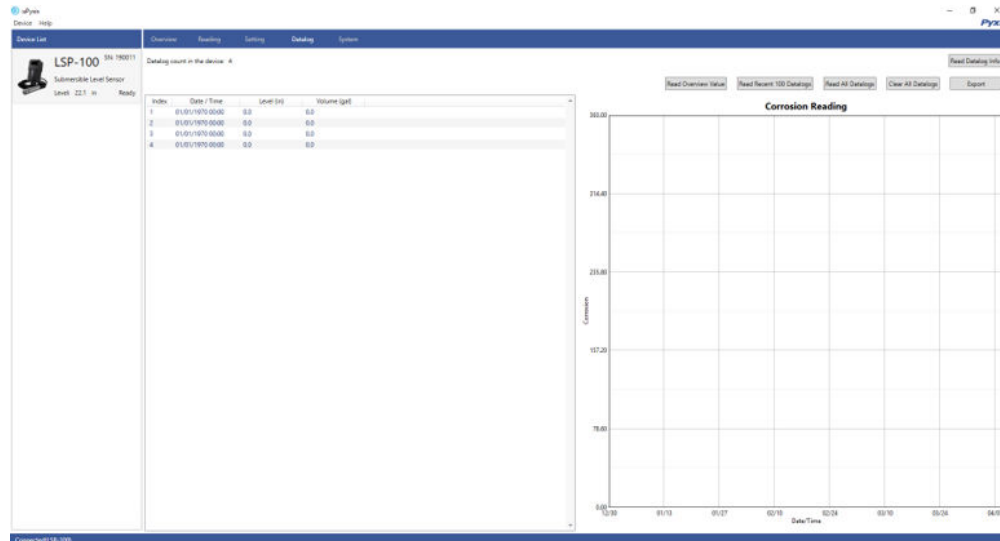 uPyxis
Device Help
Pyx
Device List
Overview Reading Setting Datalog System
LSP-100 SN: 190011
Submersible Level Sensor
Level: 22.1 in Ready
Datalog count in the device: 4
Read Datalog Info
Read Overview Value Read Recent 100 Datalogs Read All Datalogs Clear All Datalogs Export
Index Date / Time Level (in) Volume (gal)
1 01/01/1970 00:00 0.0 0.0
2 01/01/1970 00:00 0.0 0.0
3 01/01/1970 00:00 0.0 0.0
4 01/01/1970 00:00 0.0 0.0
Corrosion Reading
Corrosion
235.80
157.20
0.00
12/30 01/13 01/27 02/10 02/24 03/10 03/24
Date/Time